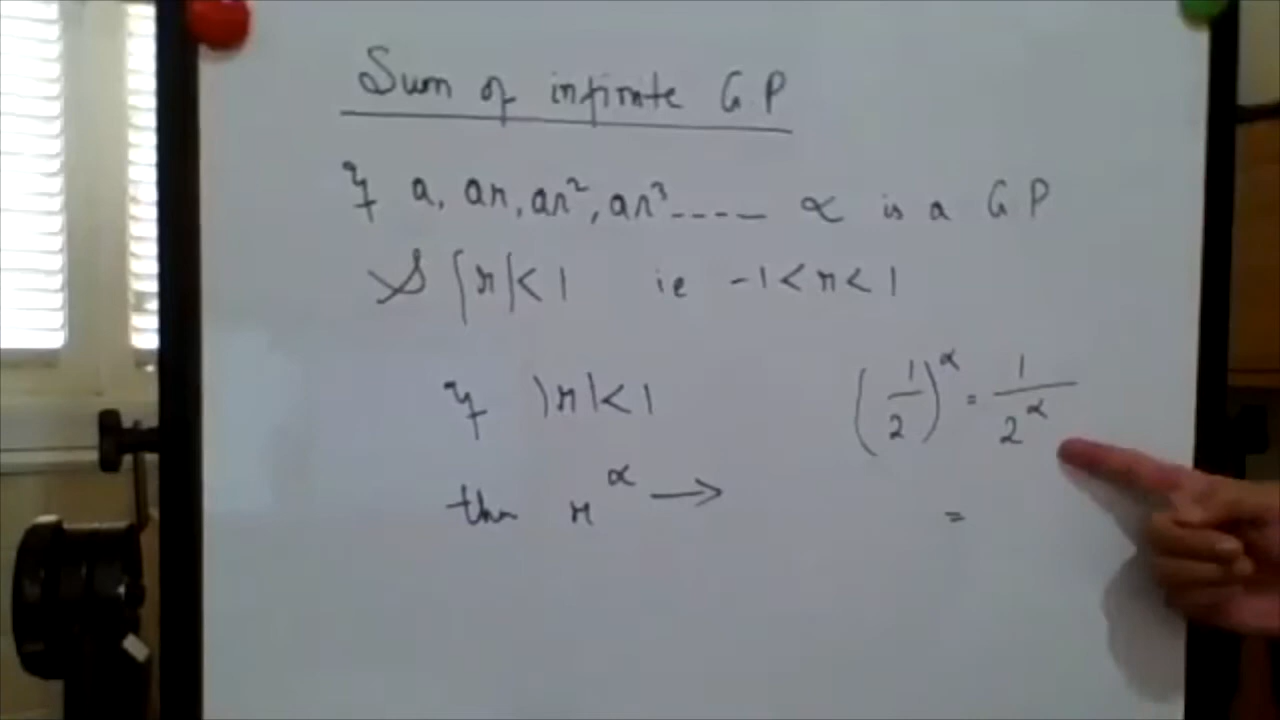 Sum of infinite G P
If a, ar, ar², ar³----- ∝ is a G P
& |r|<1 ie -1<r<1
If |r|<1
then r^∝ →
(1/2)^∝ = 1/2^∝
=